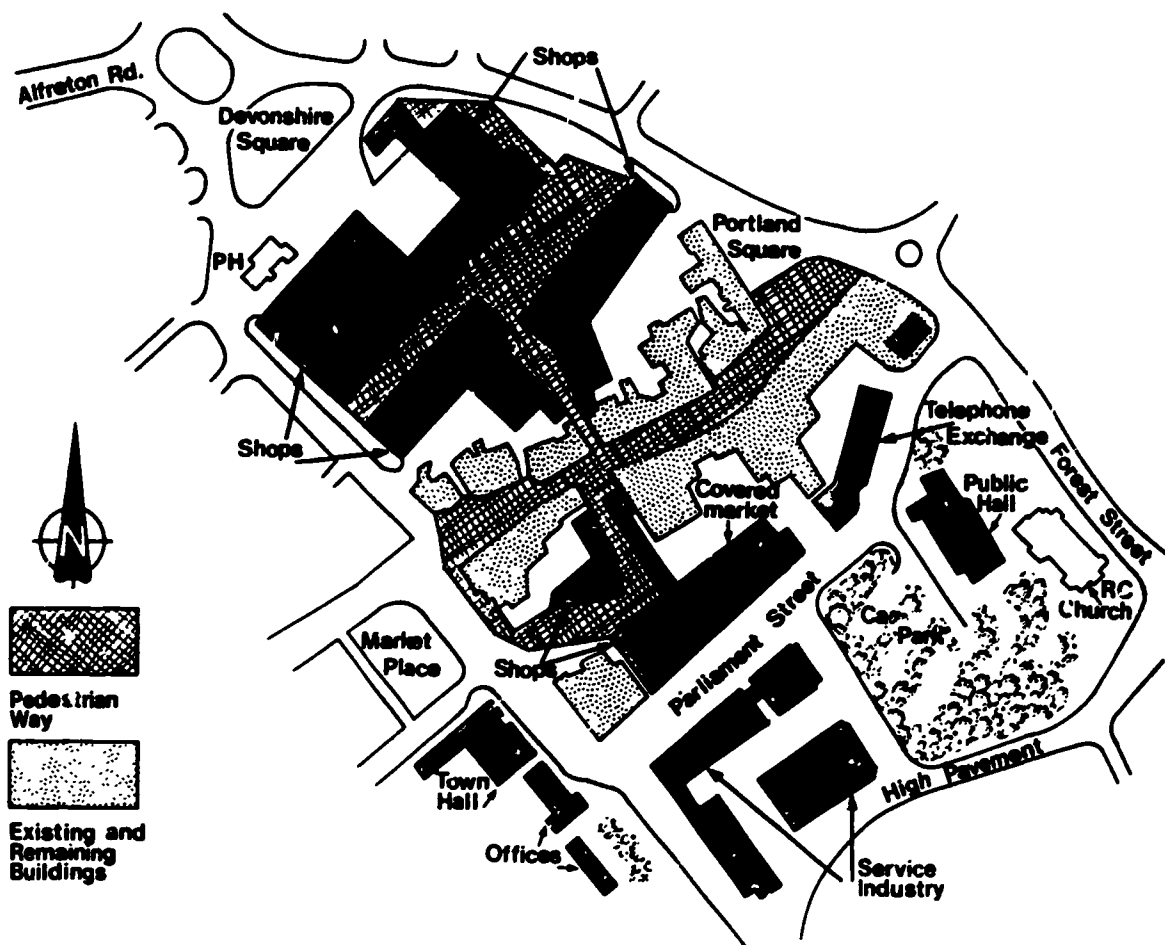 Shops
Alfreton Rd.
Devonshire
Square
Portland
Square
PH
Telephone
Exchange
Shops
Forest Street
Covered
market
Public
Hall
N
RC
Church
Car
Park
Parliament Street
Market
Place
Shops
Pedestrian
Way
Town
Hall
High Pavement
Existing and
Remaining
Buildings
Offices
Service
Industry